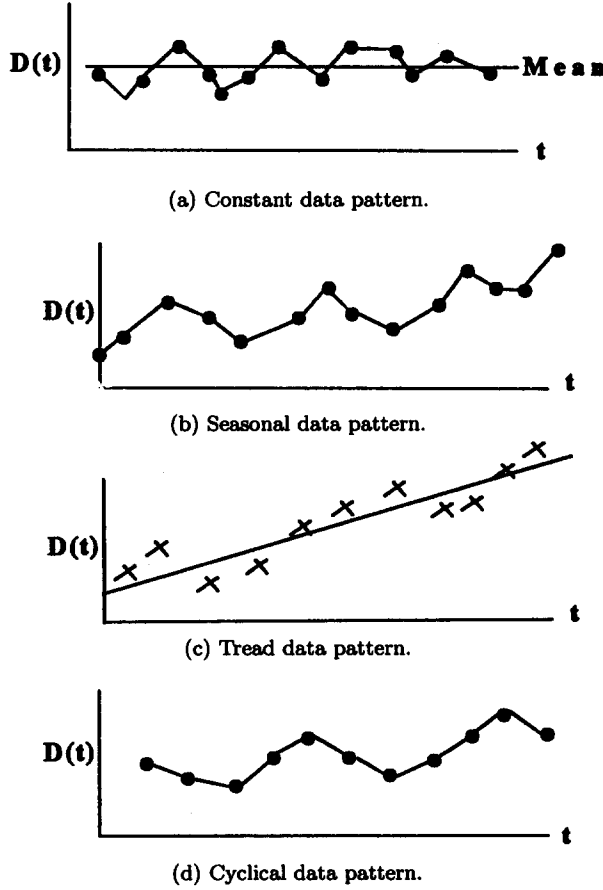 D(t)
Mean
t
(a) Constant data pattern.
D(t)
t
(b) Seasonal data pattern.
D(t)
t
(c) Tread data pattern.
D(t)
t
(d) Cyclical data pattern.